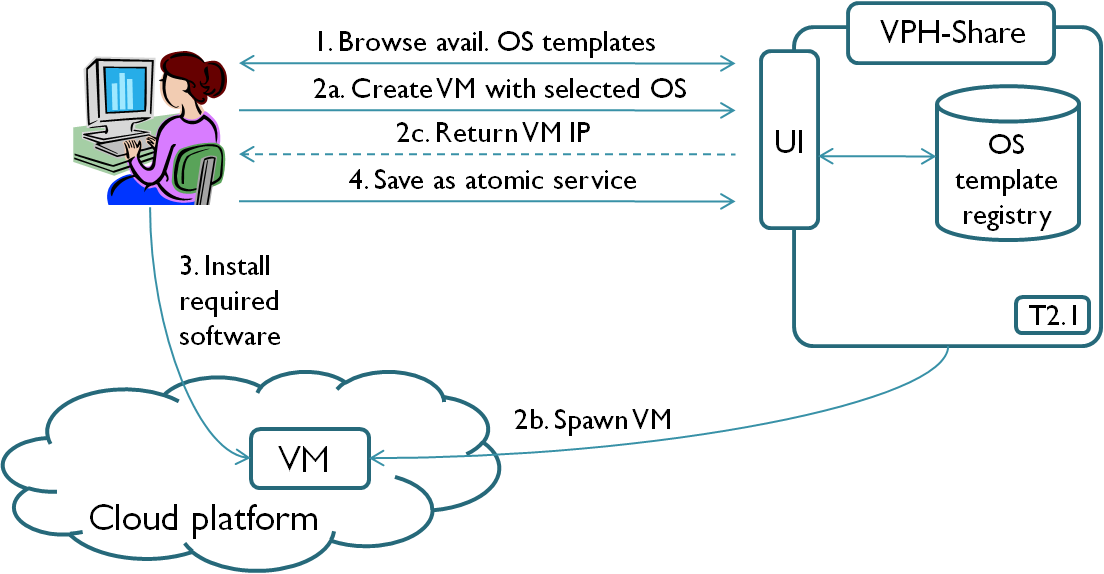 1. Browse avail. OS templates
2a. Create VM with selected OS
2c. Return VM IP
4. Save as atomic service
VPH-Share
UI
OS
template
registry
T2.1
3. Install
required
software
2b. Spawn VM
VM
Cloud platform